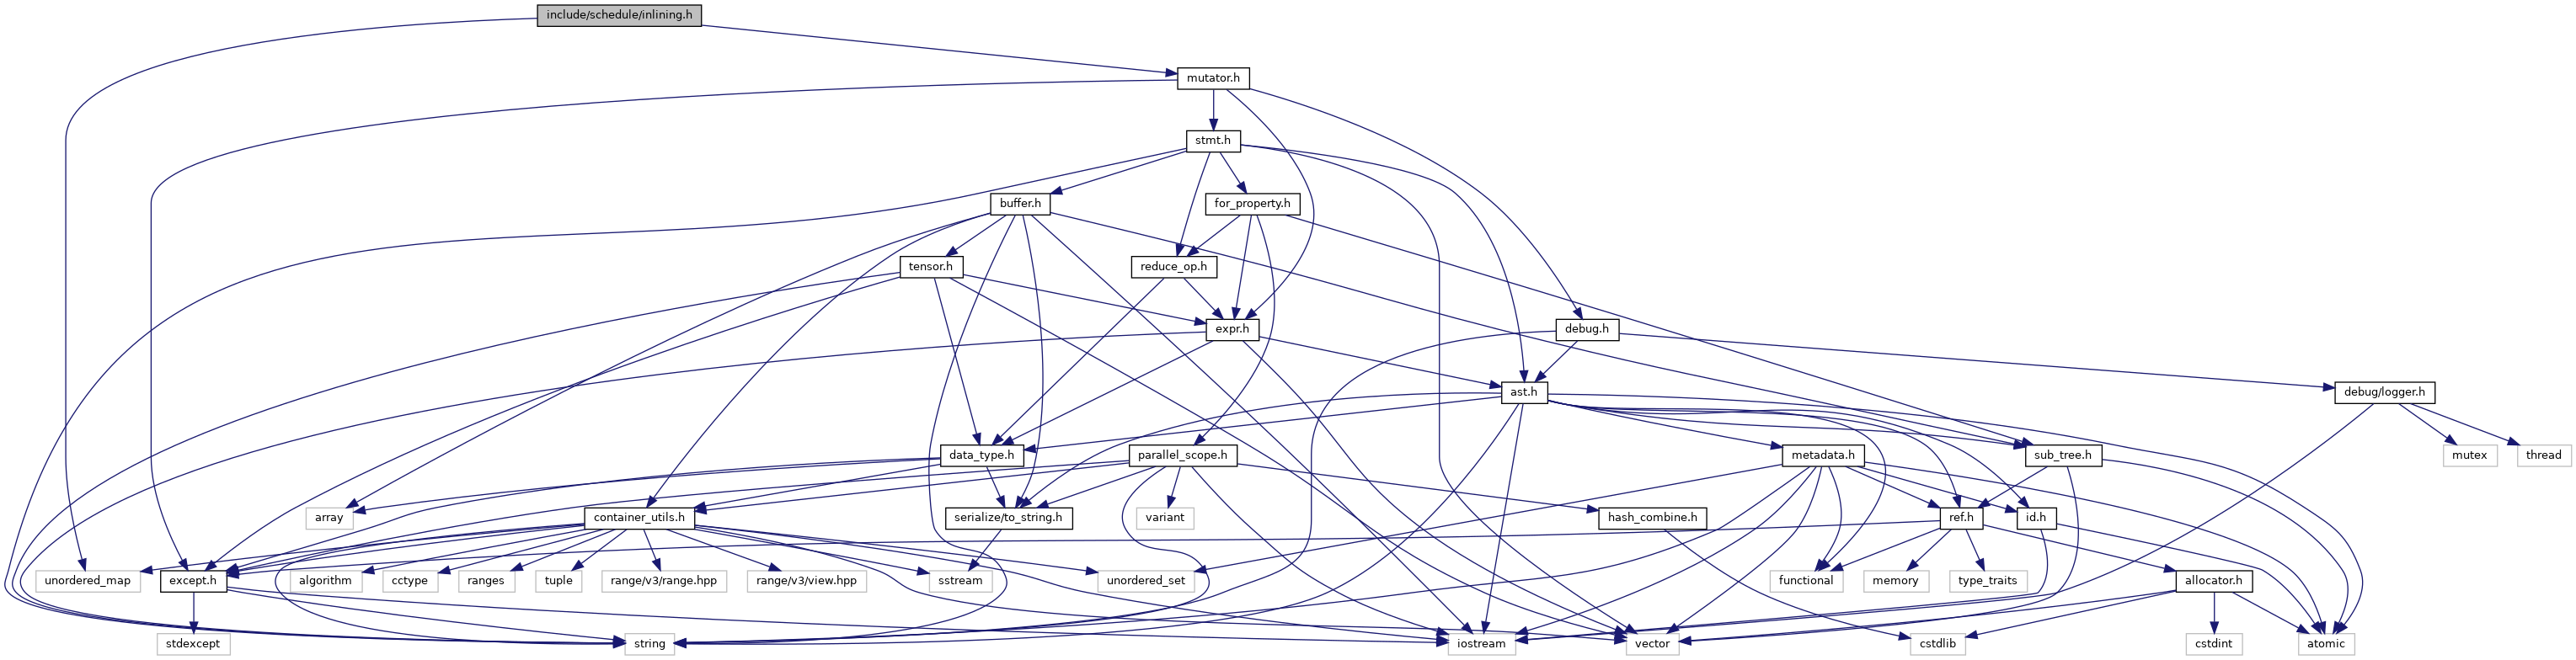 include/schedule/inlining.h
mutator.h
stmt.h
buffer.h
for_property.h
tensor.h
reduce_op.h
expr.h
debug.h
ast.h
debug/logger.h
data_type.h
parallel_scope.h
metadata.h
sub_tree.h
mutex
thread
array
container_utils.h
serialize/to_string.h
variant
hash_combine.h
ref.h
id.h
unordered_map
except.h
algorithm
cctype
ranges
tuple
range/v3/range.hpp
range/v3/view.hpp
sstream
unordered_set
functional
memory
type_traits
allocator.h
stdexcept
string
iostream
vector
cstdlib
cstdint
atomic